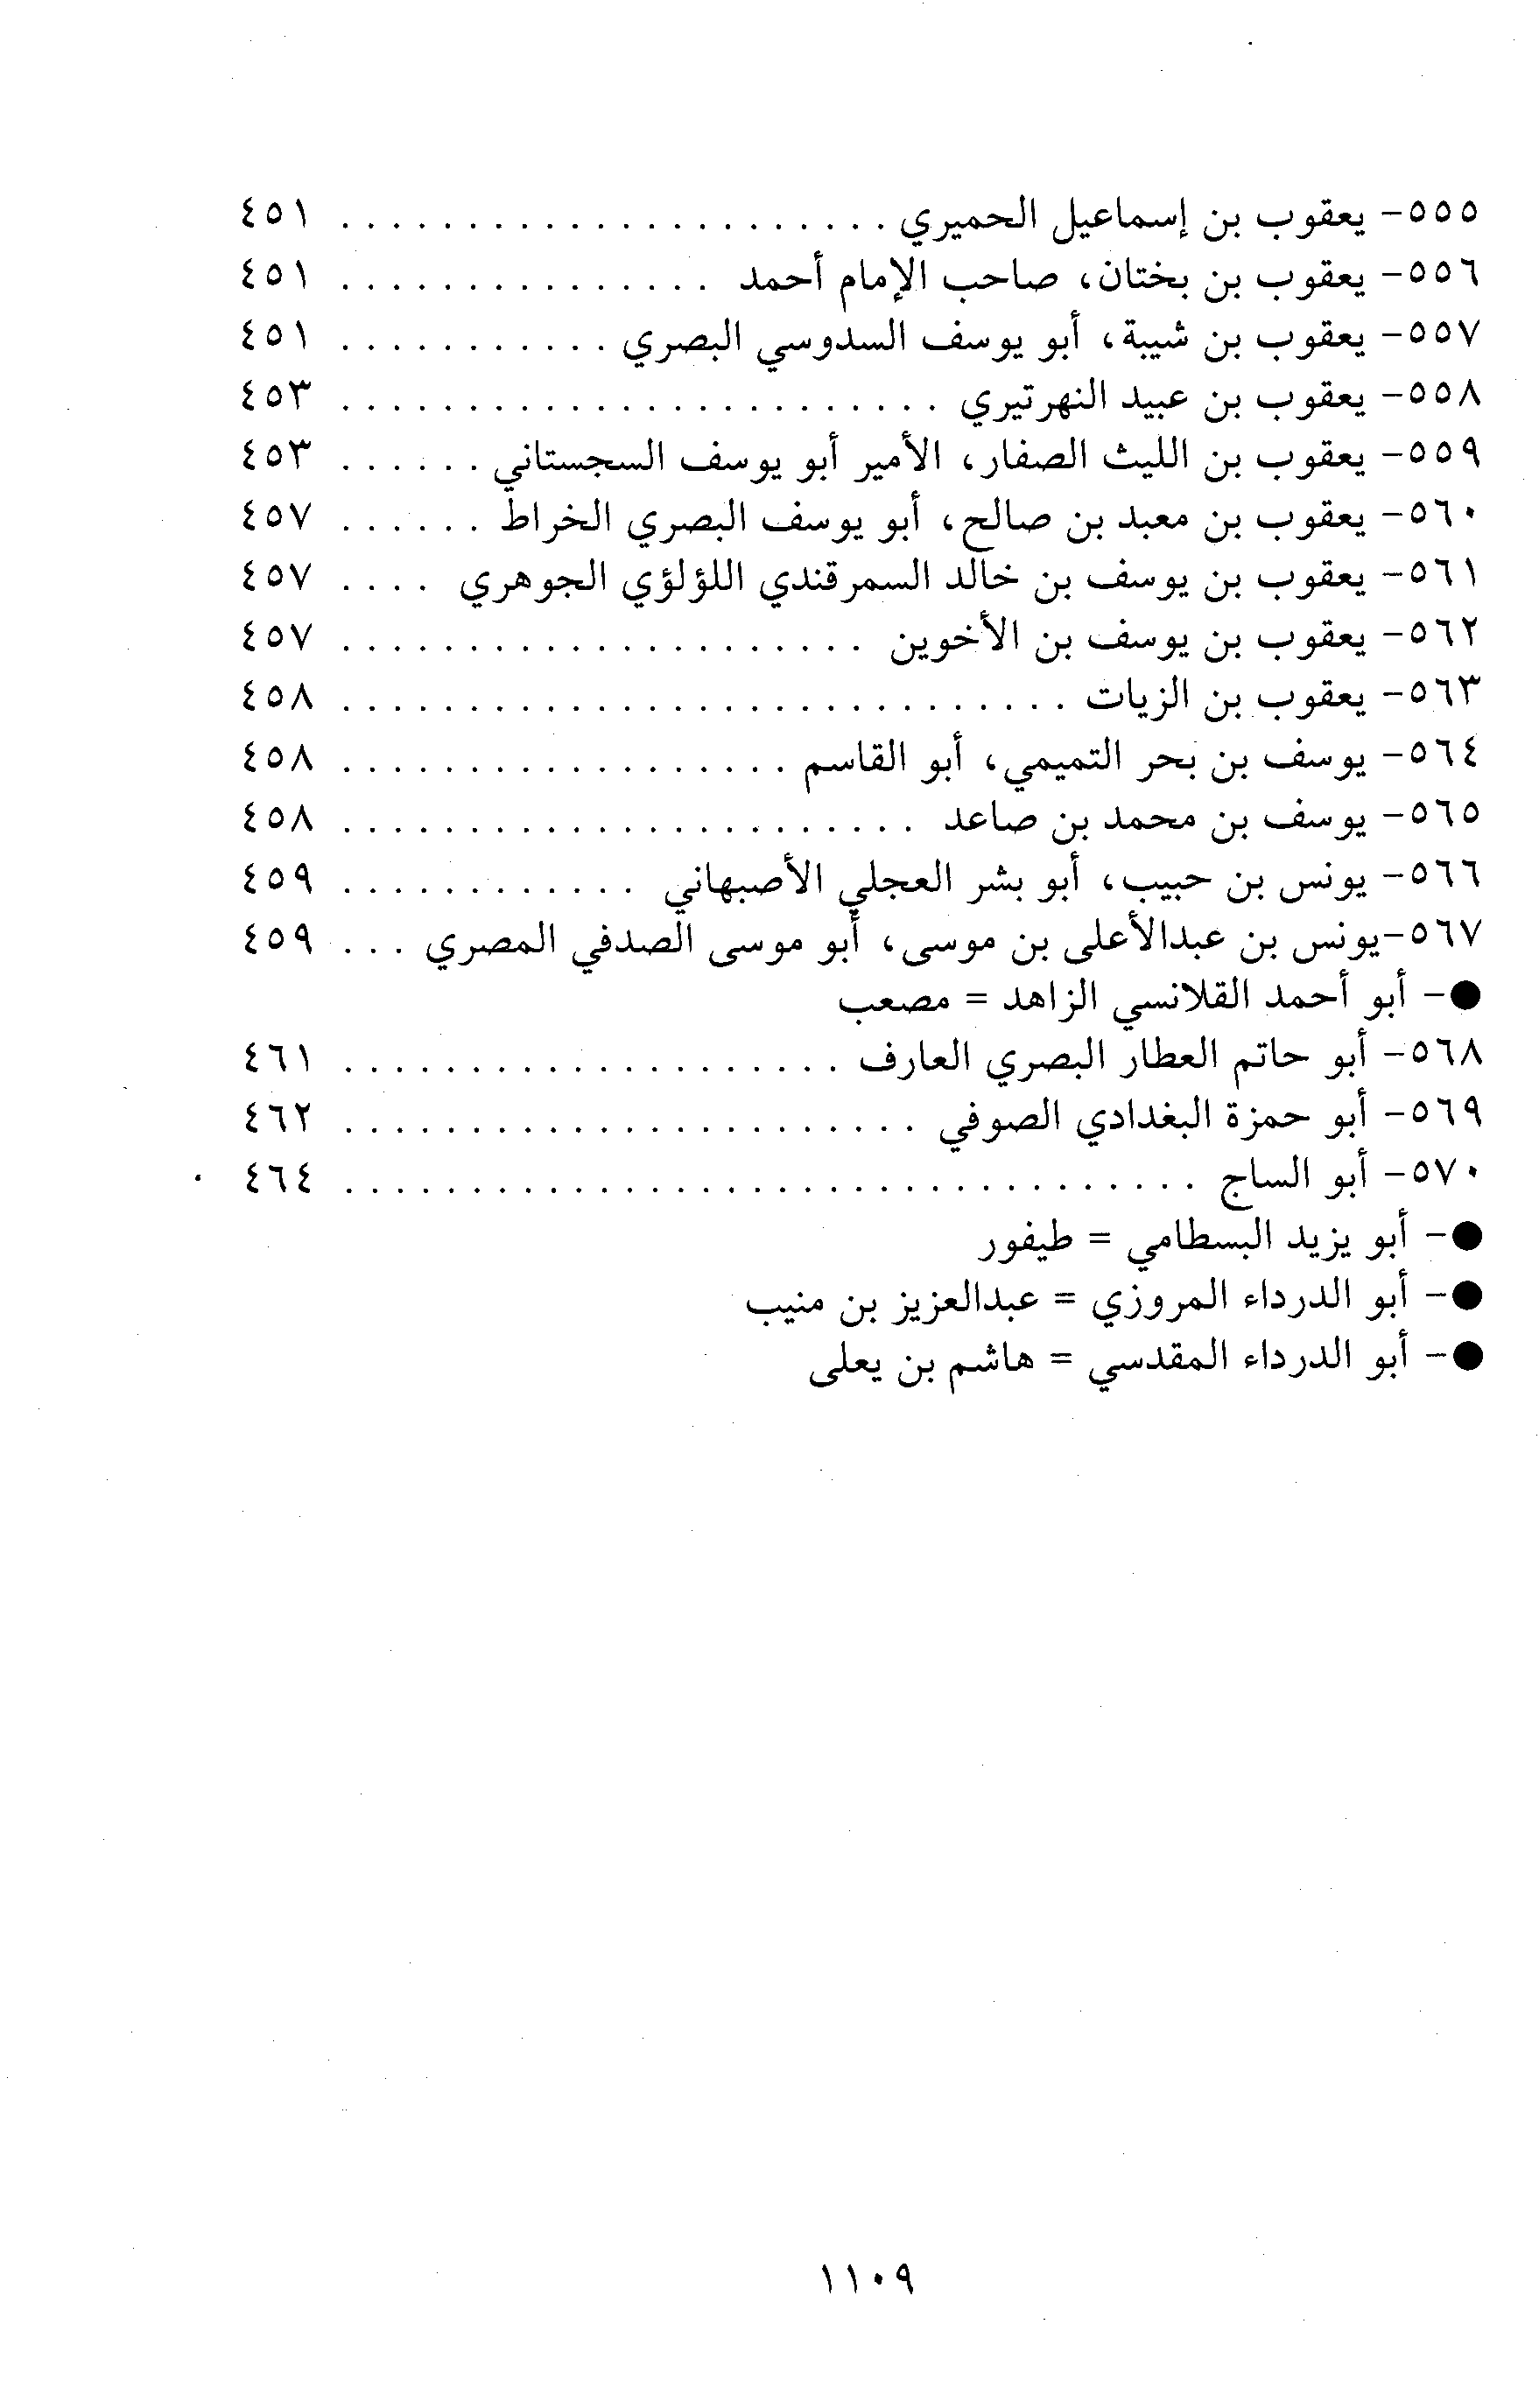 ٥٥٥- يعقوب بن إسماعيل الحميري . . . . . . . . . . . . . . . . . . . . . . ٤٥١
٥٥٦- يعقوب بن بختان، صاحب الإمام أحمد . . . . . . . . . . . . . . . ٤٥١
٥٥٧- يعقوب بن شيبة، أبو يوسف السدوسي البصري . . . . . . . . . . . ٤٥١
٥٥٨- يعقوب بن عبيد النهرتيري . . . . . . . . . . . . . . . . . . . . . . . . ٤٥٣
٥٥٩- يعقوب بن الليث الصفار، الأمير أبو يوسف السجستاني . . . . . . ٤٥٣
٥٦٠- يعقوب بن معبد بن صالح، أبو يوسف البصري الخراط . . . . . . ٤٥٧
٥٦١- يعقوب بن يوسف بن خالد السمرقندي اللؤلؤي الجوهري . . . . ٤٥٧
٥٦٢- يعقوب بن يوسف بن الأخوين . . . . . . . . . . . . . . . . . . . . . ٤٥٧
٥٦٣- يعقوب بن الزيات . . . . . . . . . . . . . . . . . . . . . . . . . . . . . ٤٥٨
٥٦٤- يوسف بن بحر التميمي، أبو القاسم . . . . . . . . . . . . . . . . . . ٤٥٨
٥٦٥- يوسف بن محمد بن صاعد . . . . . . . . . . . . . . . . . . . . . . . ٤٥٨
٥٦٦- يونس بن حبيب، أبو بشر العجلي الأصبهاني . . . . . . . . . . . . ٤٥٩
٥٦٧-يونس بن عبدالأعلى بن موسى، أبو موسى الصدفي المصري . . . ٤٥٩
●- أبو أحمد القلانسي الزاهد = مصعب
٥٦٨- أبو حاتم العطار البصري العارف . . . . . . . . . . . . . . . . . . . . ٤٦١
٥٦٩- أبو حمزة البغدادي الصوفي . . . . . . . . . . . . . . . . . . . . . . . ٤٦٢
٥٧٠- أبو الساج . . . . . . . . . . . . . . . . . . . . . . . . . . . . . . . . . . ٤٦٤
●- أبو يزيد البسطامي = طيفور
●- أبو الدرداء المروزي = عبدالعزيز بن منيب
●- أبو الدرداء المقدسي = هاشم بن يعلى
١١٠٩